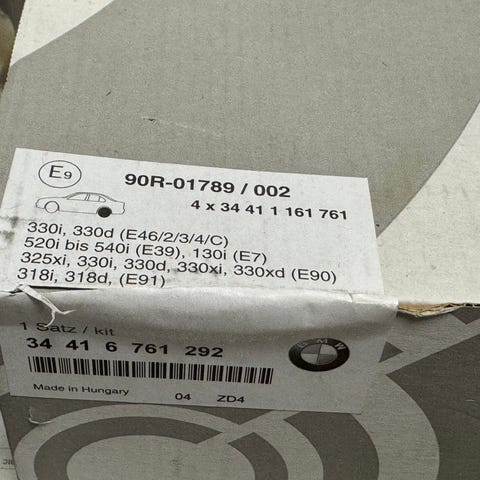 E9
90R-01789 / 002
4 x 34 41 1 161 761
330i, 330d (E46/2/3/4/C)
520i bis 540i (E39), 130i (E7)
325xi, 330i, 330d, 330xi, 330xd (E90)
318i, 318d, (E91)
1 Satz / kit
34 41 6 761 292
BMW
Made in Hungary 04 ZD4